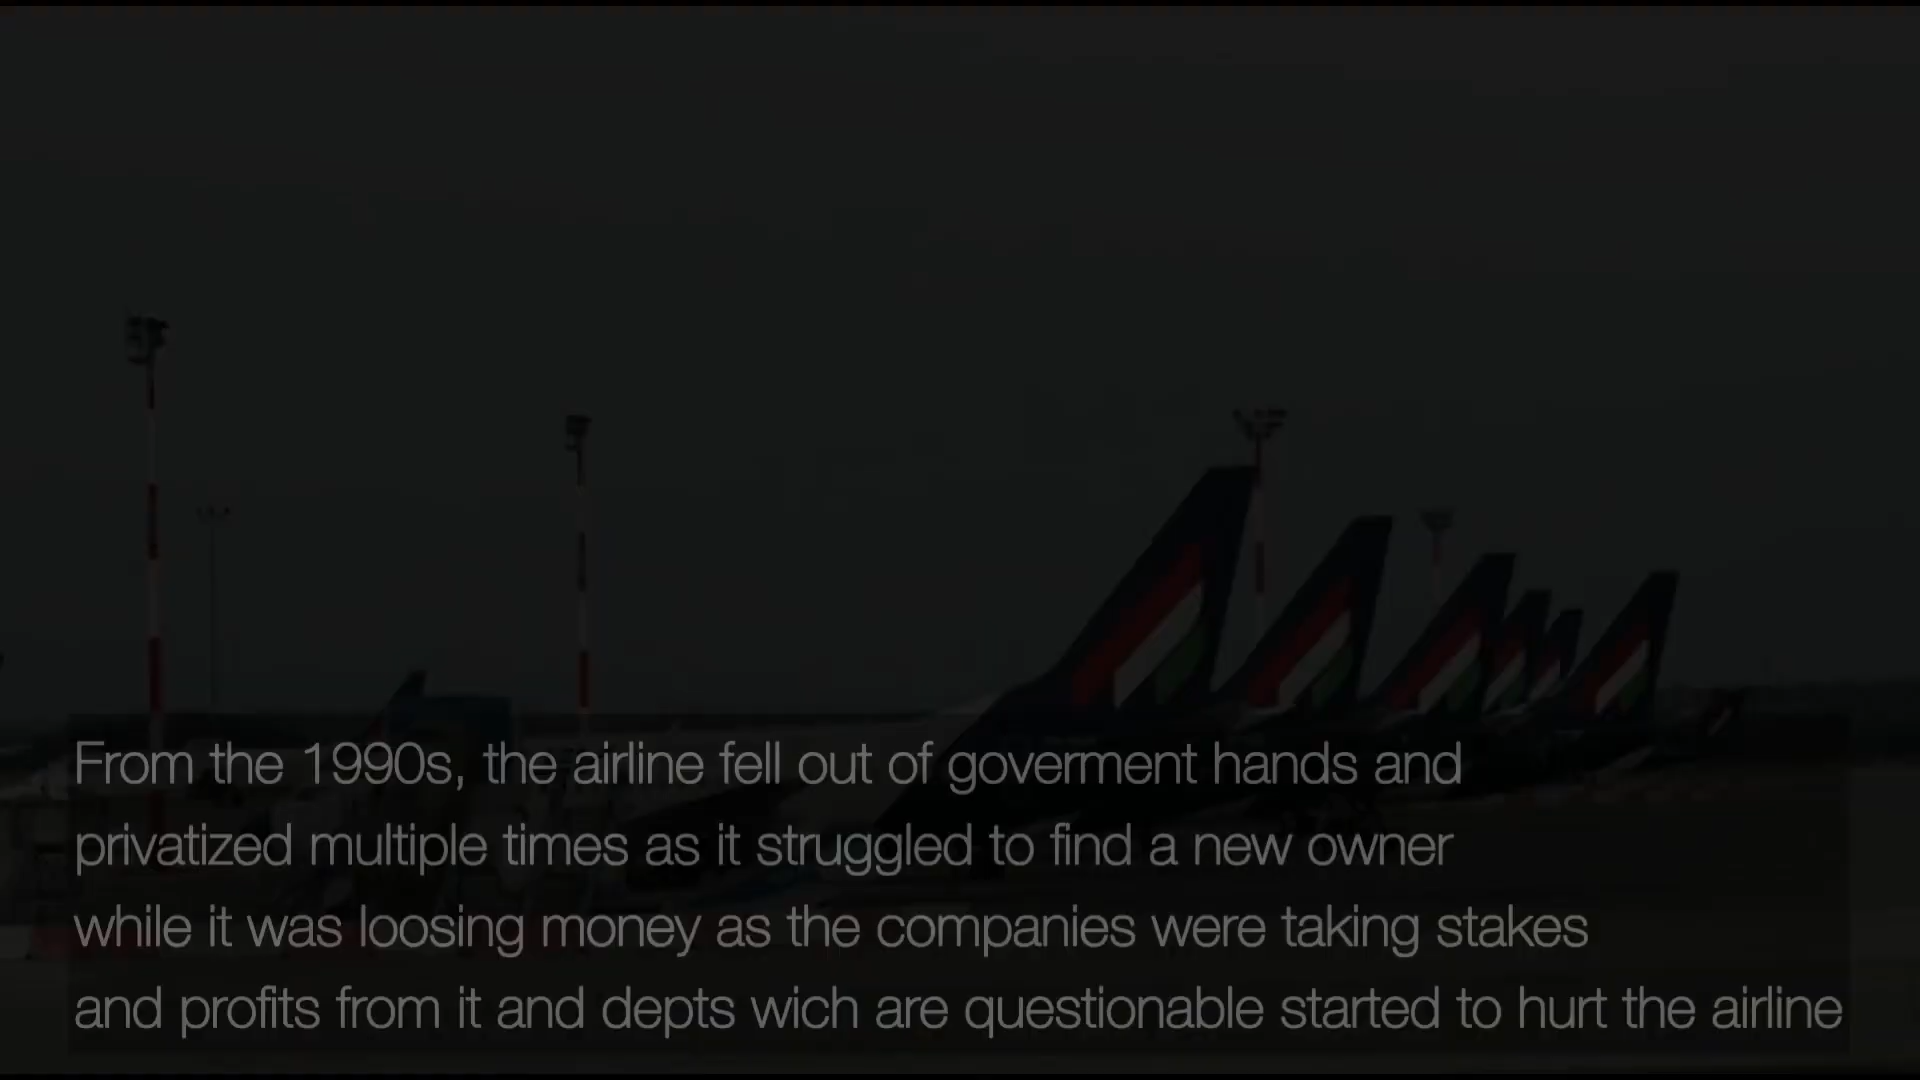 From the 1990s, the airline fell out of goverment hands and
privatized multiple times as it struggled to find a new owner
while it was loosing money as the companies were taking stakes
and profits from it and depts wich are questionable started to hurt the airline